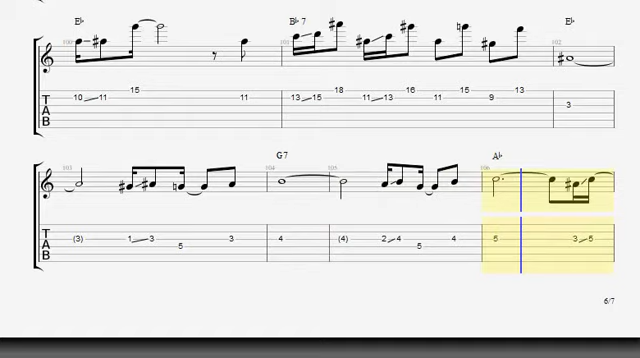 E♭ B♭7 E♭
100 101 102
10 11 15 11 13 15 18 11 13 16 11 15 9 13 3
G7 A♭
103 104 105 106
(3) 1 3 5 3 4 (4) 2 4 5 4 5 3 5
6/7